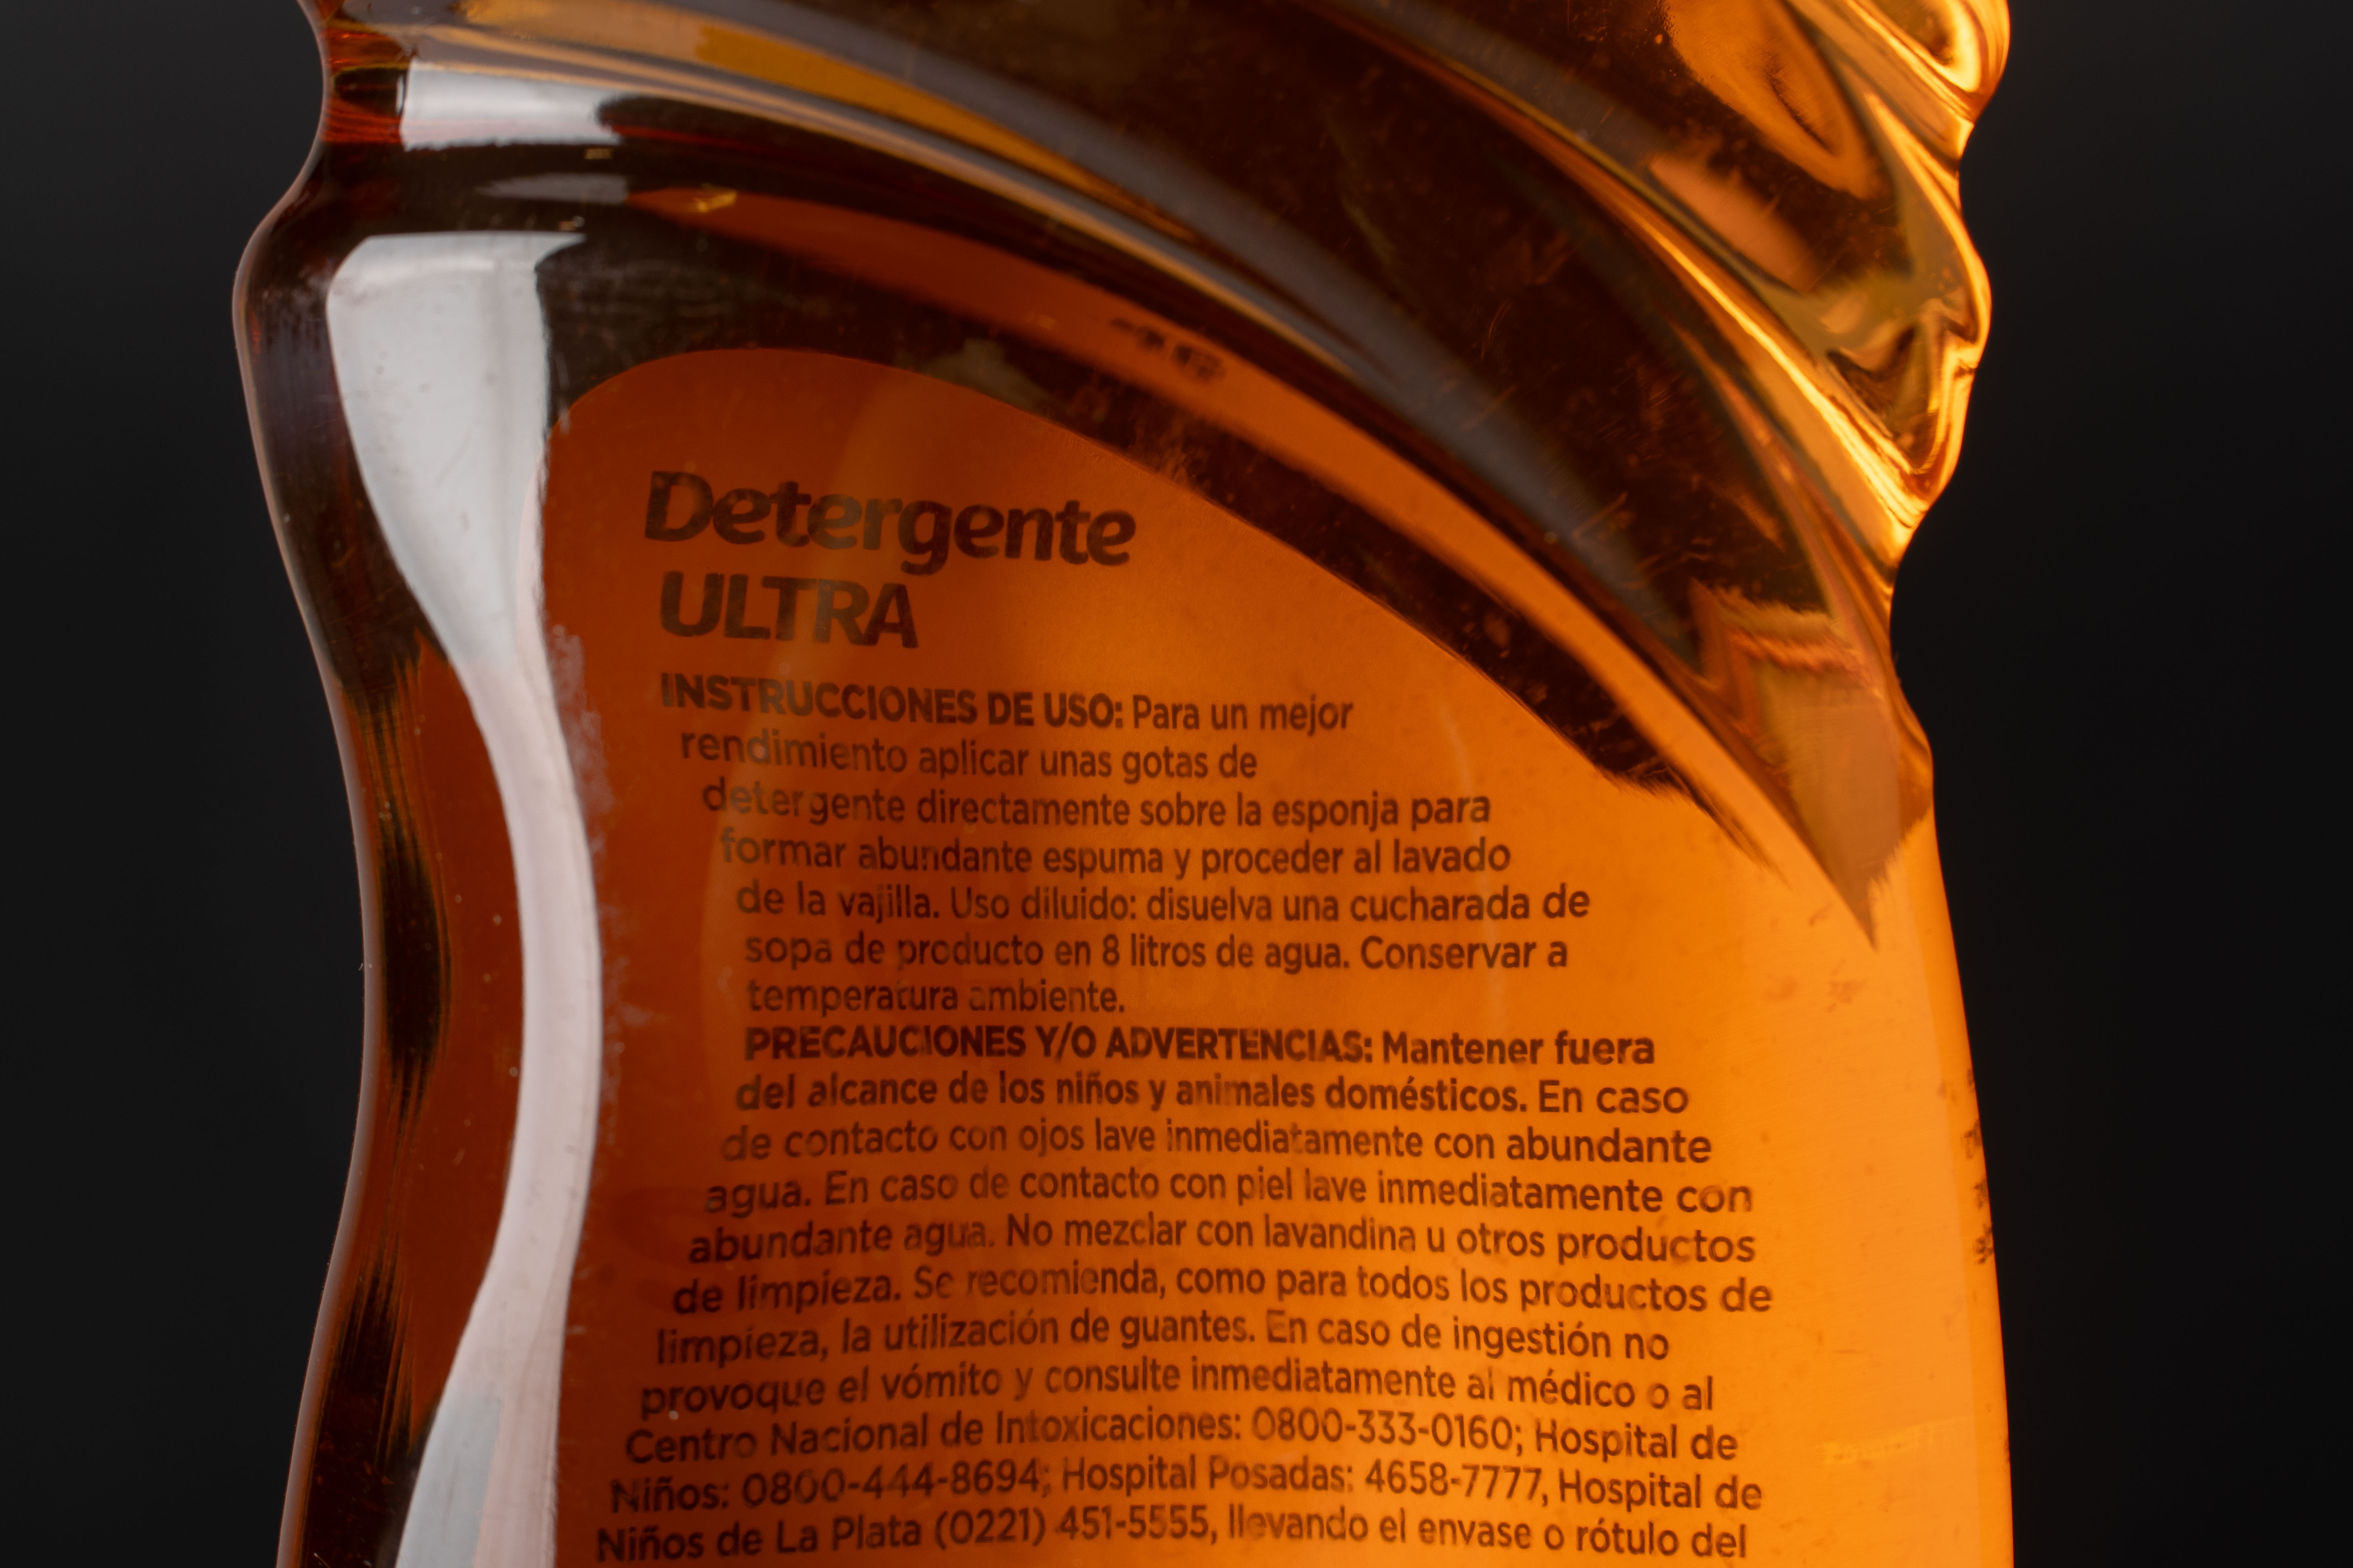 Detergente
ULTRA
INSTRUCCIONES DE USO: Para un mejor
rendimiento aplicar unas gotas de
detergente directamente sobre la esponja para
formar abundante espuma y proceder al lavado
de la vajilla. Uso diluido: disuelva una cucharada de
sopa de producto en 8 litros de agua. Conservar a
temperatura ambiente.
PRECAUCIONES Y/O ADVERTENCIAS: Mantener fuera
del alcance de los niños y animales domésticos. En caso
de contacto con ojos lave inmediatamente con abundante
agua. En caso de contacto con piel lave inmediatamente con
abundante agua. No mezclar con lavandina u otros productos
de limpieza. Se recomienda, como para todos los productos de
limpieza, la utilización de guantes. En caso de ingestión no
provoque el vómito y consulte inmediatamente al médico o al
Centro Nacional de Intoxicaciones: 0800-333-0160; Hospital de
Niños: 0800-444-8694; Hospital Posadas: 4658-7777, Hospital de
Niños de La Plata (0221) 451-5555, llevando el envase o rótulo del